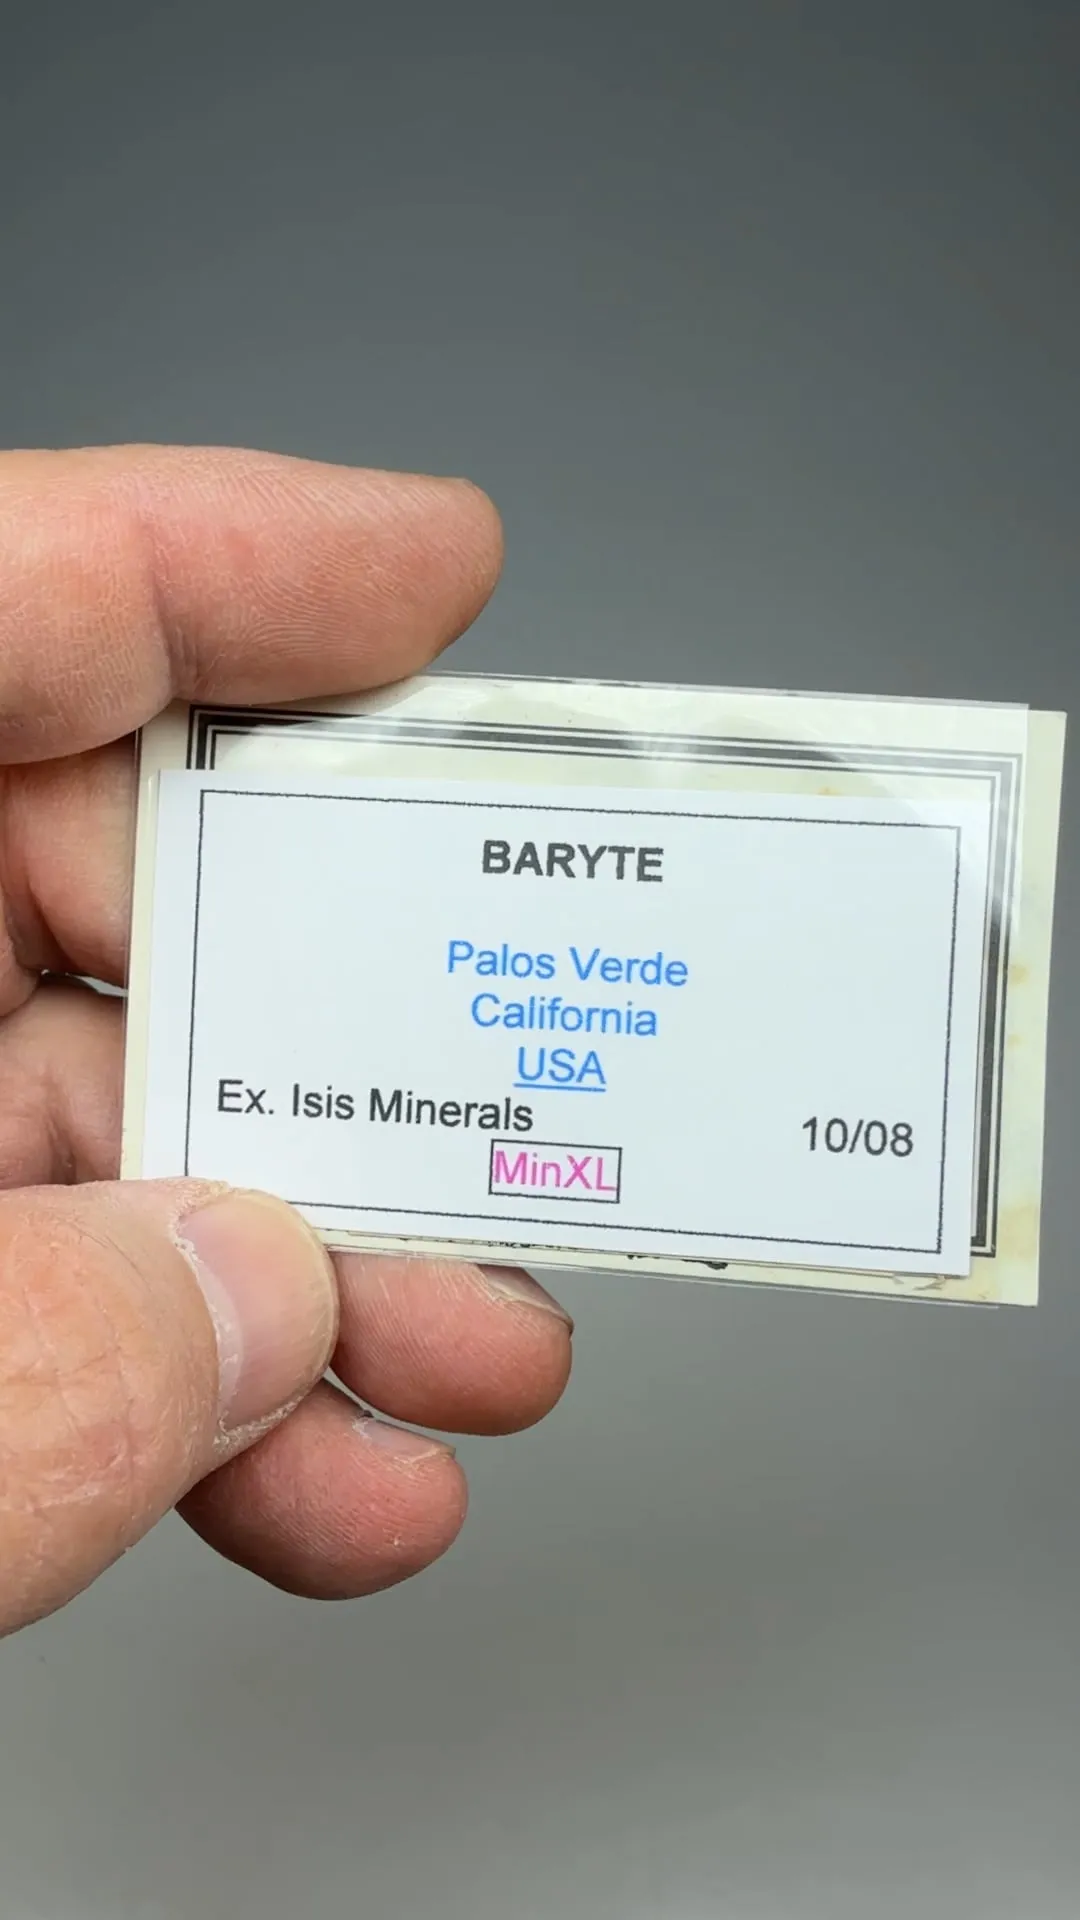 BARYTE
Palos Verde
California
USA
Ex. Isis Minerals
10/08
MinXL